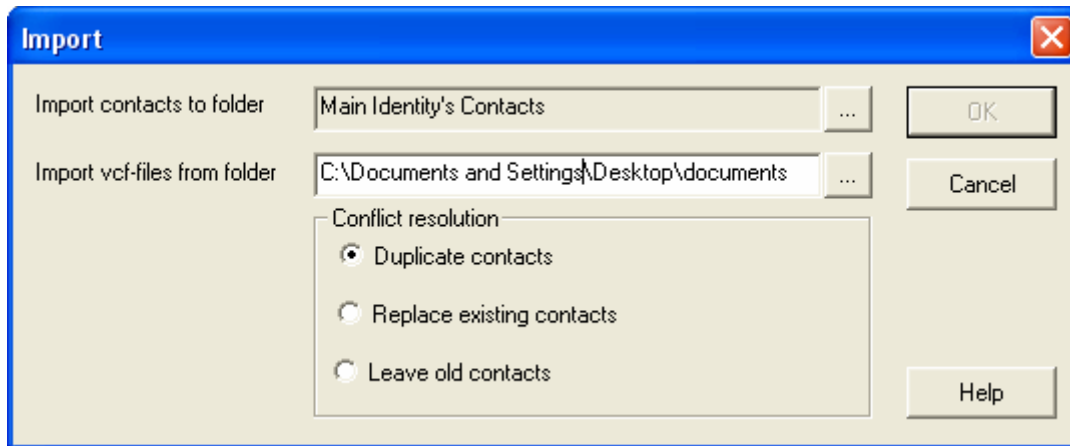 Import
Import contacts to folder
Main Identity's Contacts
...
OK
Import vcf-files from folder
C:\Documents and Settings\Desktop\documents
...
Cancel
Conflict resolution
Duplicate contacts
Replace existing contacts
Leave old contacts
Help